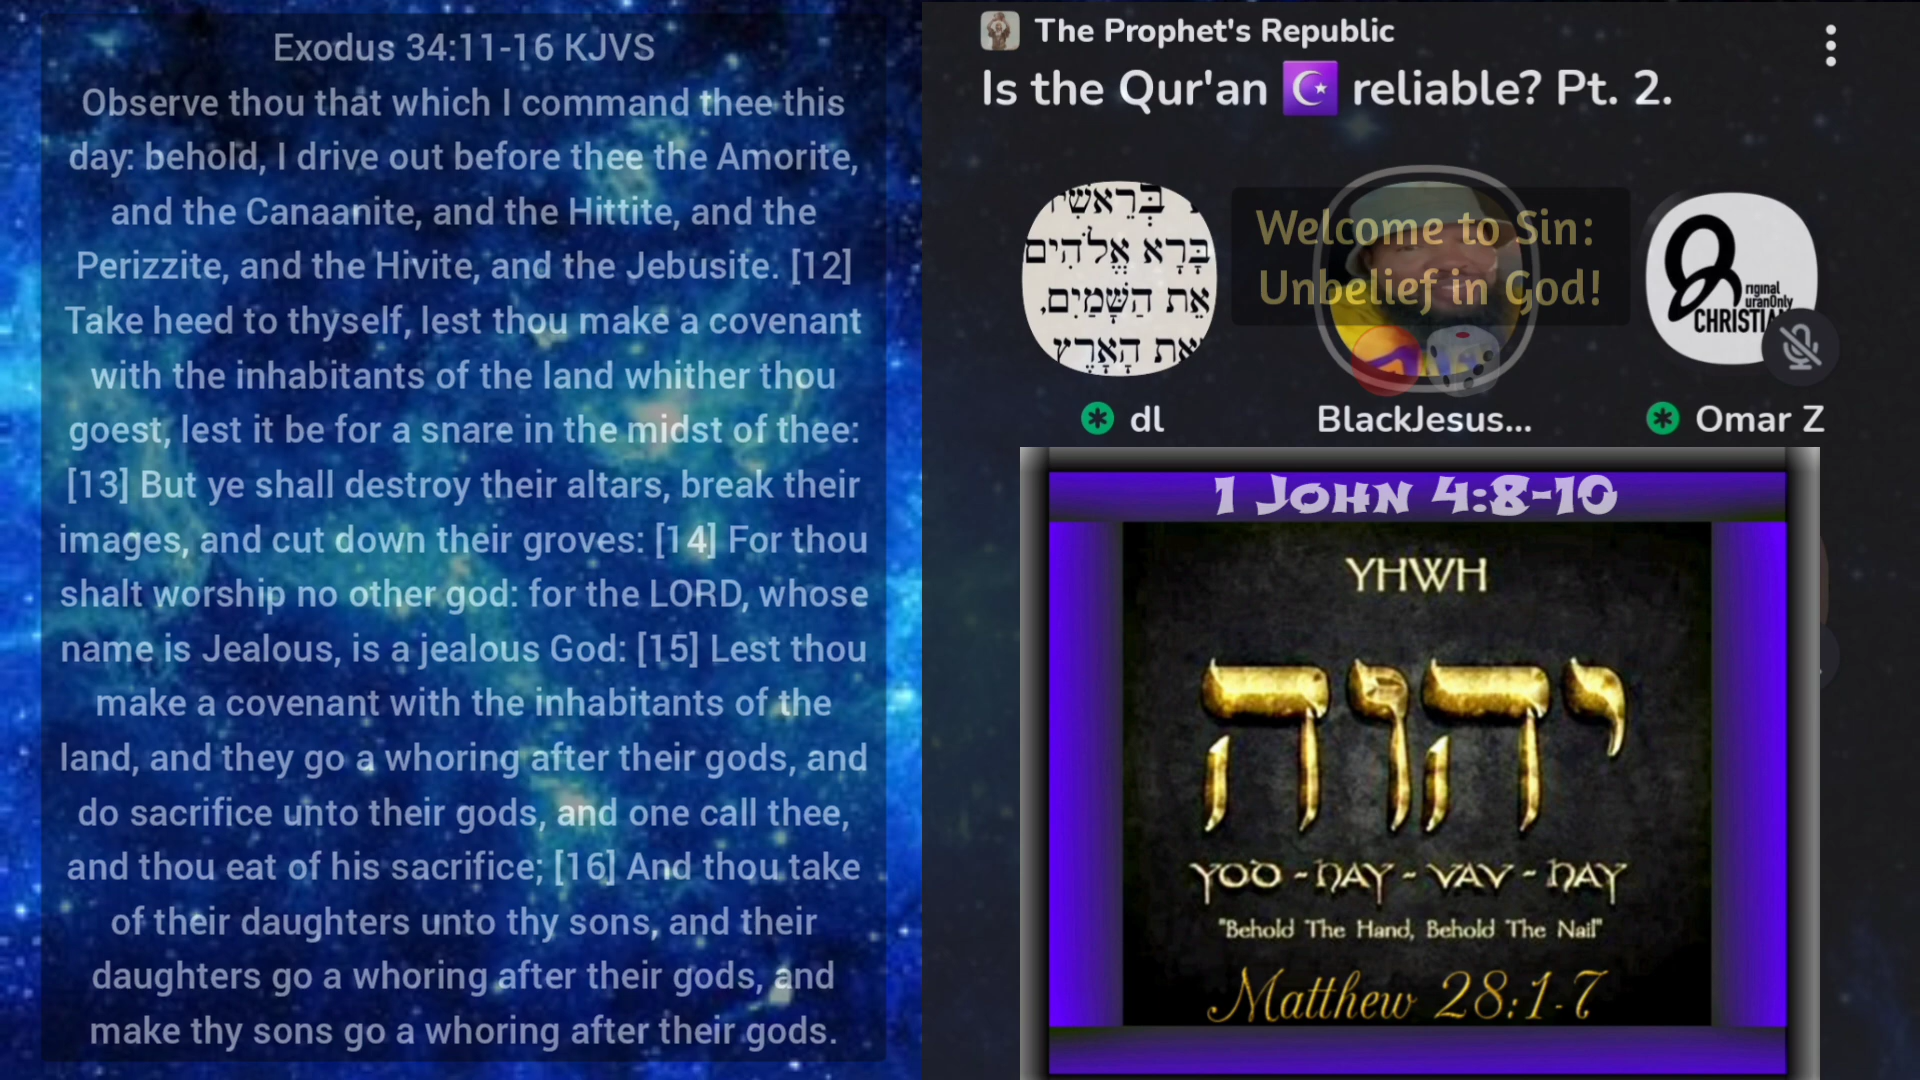 Exodus 34:11-16 KJVS
Observe thou that which I command thee this
day: behold, I drive out before thee the Amorite,
and the Canaanite, and the Hittite, and the
Perizzite, and the Hivite, and the Jebusite. [12]
Take heed to thyself, lest thou make a covenant
with the inhabitants of the land whither thou
goest, lest it be for a snare in the midst of thee:
[13] But ye shall destroy their altars, break their
images, and cut down their groves: [14] For thou
shalt worship no other god: for the LORD, whose
name is Jealous, is a jealous God: [15] Lest thou
make a covenant with the inhabitants of the
land, and they go a whoring after their gods, and
do sacrifice unto their gods, and one call thee,
and thou eat of his sacrifice; [16] And thou take
of their daughters unto thy sons, and their
daughters go a whoring after their gods, and
make thy sons go a whoring after their gods.
The Prophet's Republic
Is the Qur'an ☪ reliable? Pt. 2.
בְּרֵאשִׁי
בָּרָא אֱלֹהִים
אֵת הַשָּׁמַיִם,
הָאָרֶץ
Welcome to Sin:
Unbelief in God!
riginal
uranOnly
CHRISTIA
dl
BlackJesus...
Omar Z
1 JOHN 4:8-10
YHWH
יהוה
YOD - HAY - VAV - HAY
"Behold The Hand, Behold The Nail"
Matthew 28:1-7